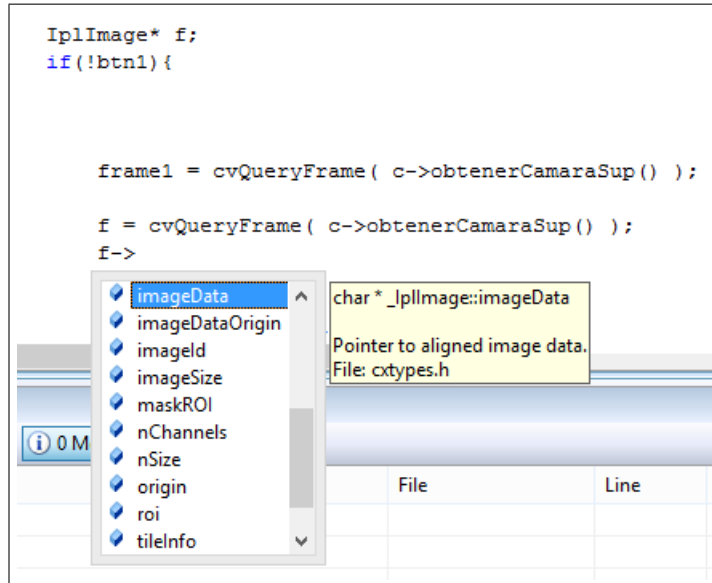 IplImage* f;
if(!btn1){
frame1 = cvQueryFrame( c->obtenerCamaraSup() );
f = cvQueryFrame( c->obtenerCamaraSup() );
f->
imageData
imageDataOrigin
imageId
imageSize
maskROI
nChannels
nSize
origin
roi
tileInfo
char * _IplImage::imageData
Pointer to aligned image data.
File: cxtypes.h
0 M
File
Line